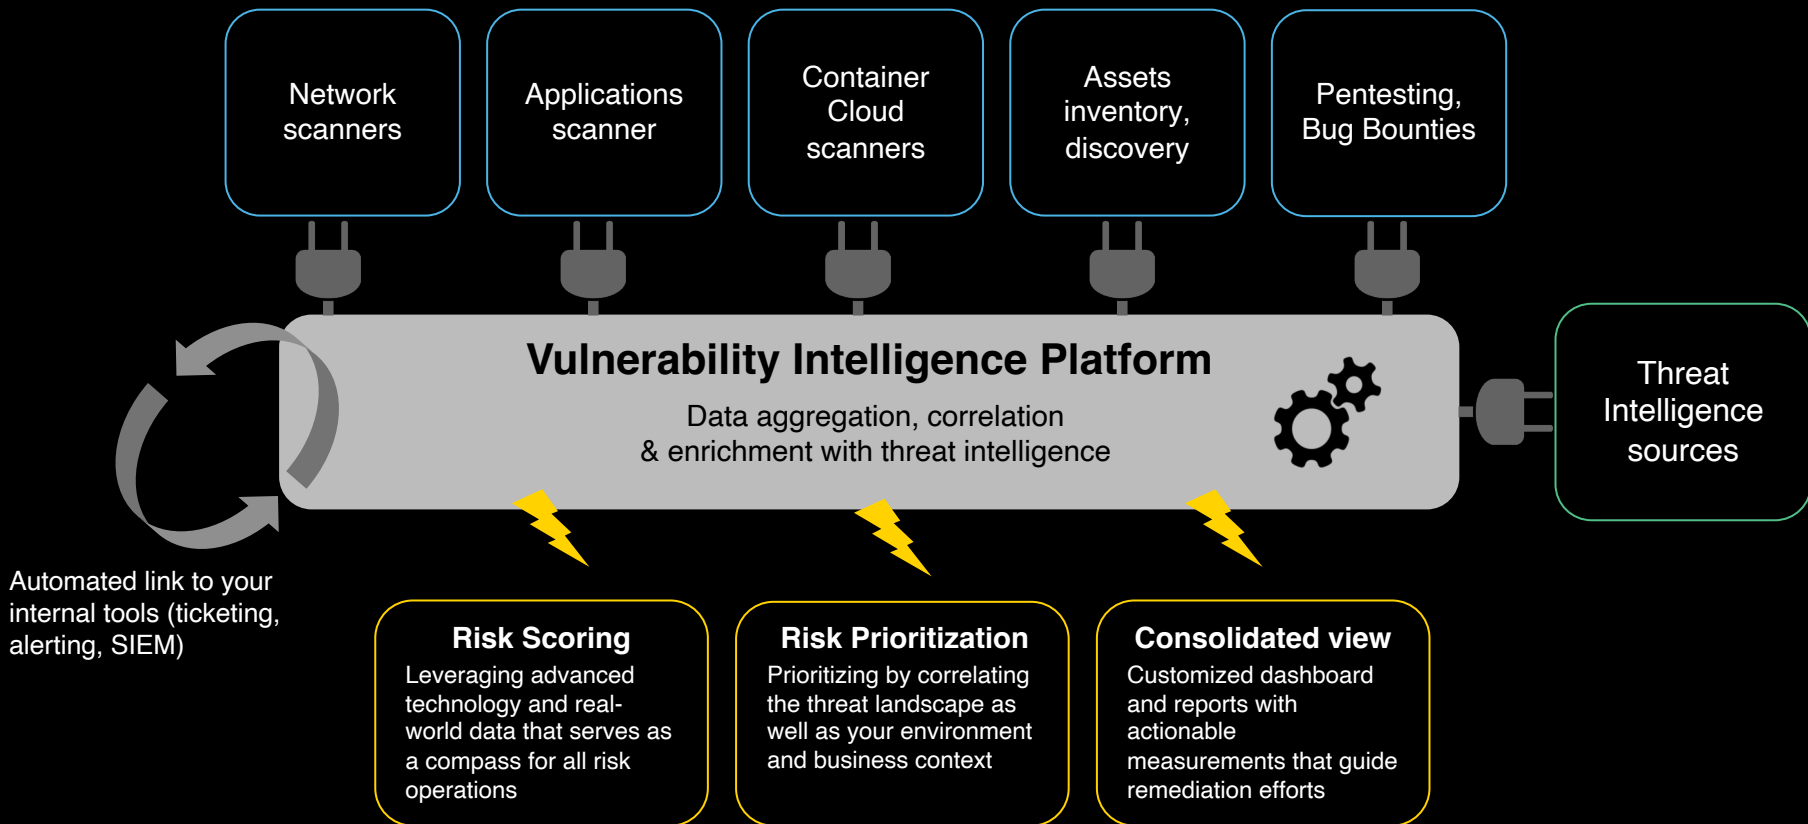 Network
scanners
Applications
scanner
Container
Cloud
scanners
Assets
inventory,
discovery
Pentesting,
Bug Bounties
Vulnerability Intelligence Platform
Data aggregation, correlation
& enrichment with threat intelligence
Threat
Intelligence
sources
Automated link to your
internal tools (ticketing,
alerting, SIEM)
Risk Scoring
Leveraging advanced
technology and real-
world data that serves as
a compass for all risk
operations
Risk Prioritization
Prioritizing by correlating
the threat landscape as
well as your environment
and business context
Consolidated view
Customized dashboard
and reports with
actionable
measurements that guide
remediation efforts